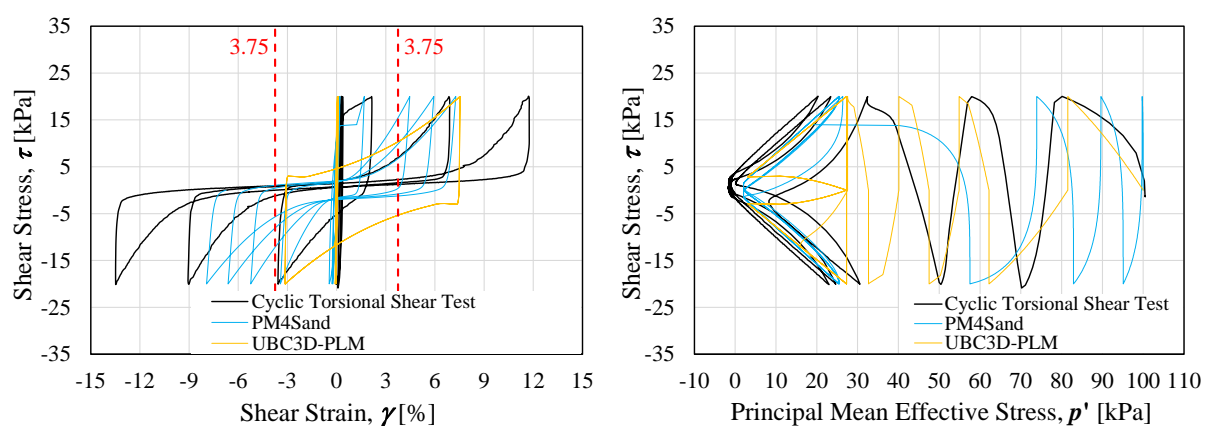 35
25
15
5
-5
-15
-25
-35
Shear Stress, τ [kPa]
3.75
3.75
Cyclic Torsional Shear Test
PM4Sand
UBC3D-PLM
-15 -12 -9 -6 -3 0 3 6 9 12 15
Shear Strain, γ [%]
35
25
15
5
-5
-15
-25
-35
Shear Stress, τ [kPa]
Cyclic Torsional Shear Test
PM4Sand
UBC3D-PLM
-10 0 10 20 30 40 50 60 70 80 90 100 110
Principal Mean Effective Stress, p' [kPa]